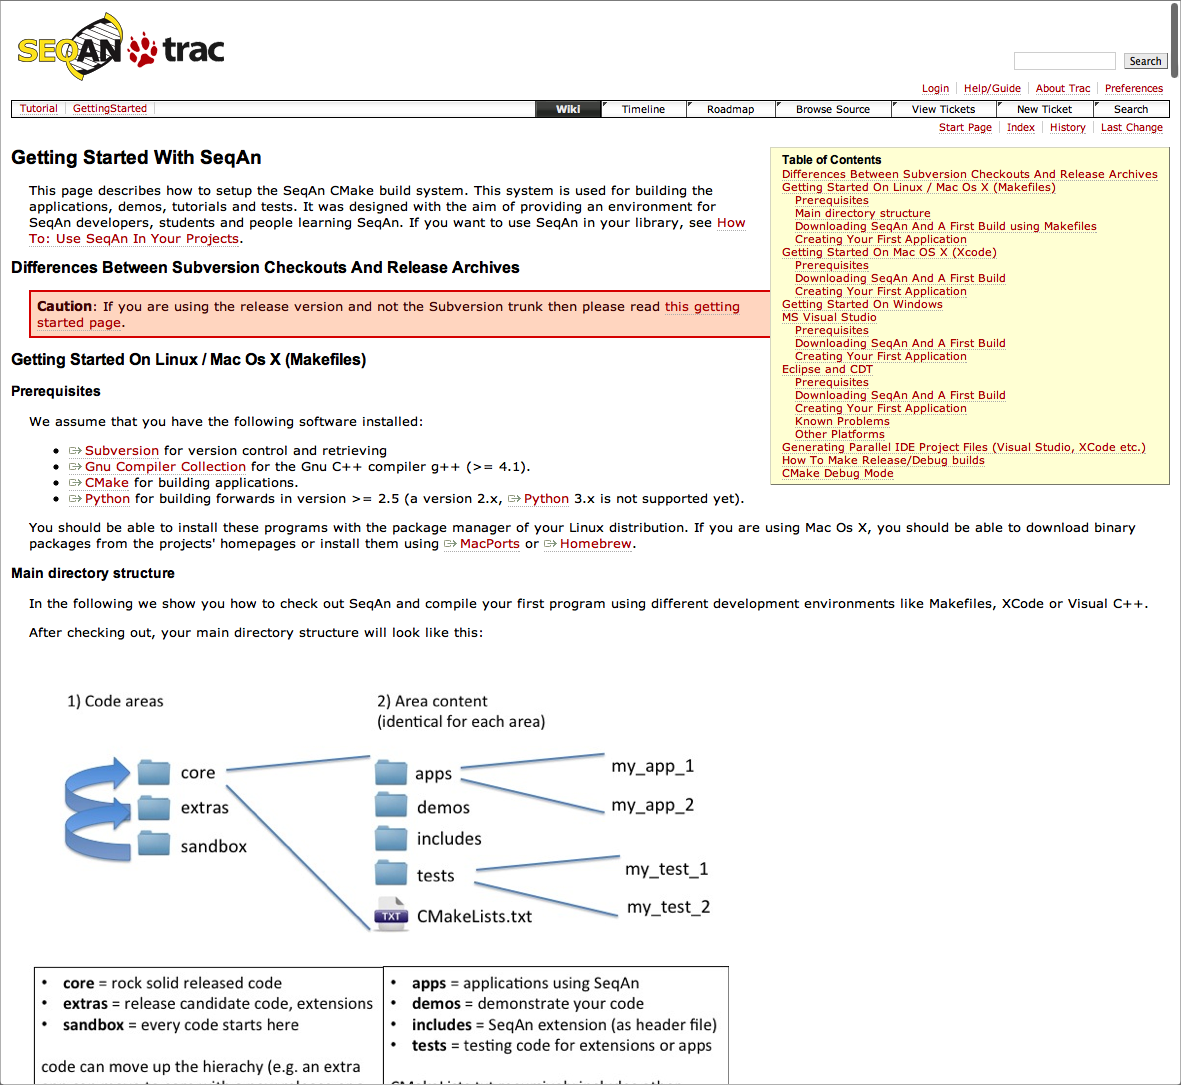 SEQAN trac
Search
Login Help/Guide About Trac Preferences
Tutorial GettingStarted Wiki Timeline Roadmap Browse Source View Tickets New Ticket Search
Start Page Index History Last Change
Getting Started With SeqAn
This page describes how to setup the SeqAn CMake build system. This system is used for building the
applications, demos, tutorials and tests. It was designed with the aim of providing an environment for
SeqAn developers, students and people learning SeqAn. If you want to use SeqAn in your library, see How
To: Use SeqAn In Your Projects.
Differences Between Subversion Checkouts And Release Archives
Caution: If you are using the release version and not the Subversion trunk then please read this getting
started page.
Table of Contents
Differences Between Subversion Checkouts And Release Archives
Getting Started On Linux / Mac Os X (Makefiles)
Prerequisites
Main directory structure
Downloading SeqAn And A First Build using Makefiles
Creating Your First Application
Getting Started On Mac OS X (Xcode)
Prerequisites
Downloading SeqAn And A First Build
Creating Your First Application
Getting Started On Windows
MS Visual Studio
Prerequisites
Downloading SeqAn And A First Build
Creating Your First Application
Eclipse and CDT
Prerequisites
Downloading SeqAn And A First Build
Creating Your First Application
Known Problems
Other Platforms
Generating Parallel IDE Project Files (Visual Studio, XCode etc.)
How To Make Release/Debug builds
CMake Debug Mode
Getting Started On Linux / Mac Os X (Makefiles)
Prerequisites
We assume that you have the following software installed:
• Subversion for version control and retrieving
• Gnu Compiler Collection for the Gnu C++ compiler g++ (>= 4.1).
• CMake for building applications.
• Python for building forwards in version >= 2.5 (a version 2.x, Python 3.x is not supported yet).
You should be able to install these programs with the package manager of your Linux distribution. If you are using Mac Os X, you should be able to download binary
packages from the projects' homepages or install them using MacPorts or Homebrew.
Main directory structure
In the following we show you how to check out SeqAn and compile your first program using different development environments like Makefiles, XCode or Visual C++.
After checking out, your main directory structure will look like this:
1) Code areas
core
extras
sandbox
2) Area content
(identical for each area)
apps
demos
includes
tests
TXT CMakeLists.txt
my_app_1
my_app_2
my_test_1
my_test_2
• core = rock solid released code
• extras = release candidate code, extensions
• sandbox = every code starts here
code can move up the hierachy (e.g. an extra
• apps = applications using SeqAn
• demos = demonstrate your code
• includes = SeqAn extension (as header file)
• tests = testing code for extensions or apps